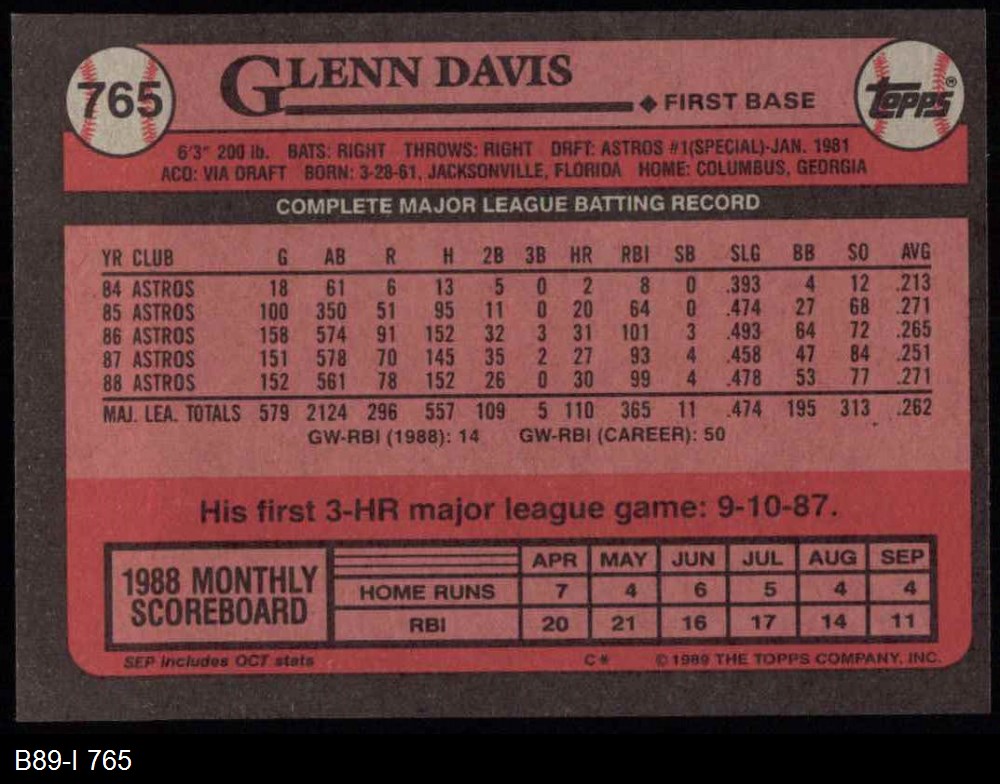 765
GLENN DAVIS
◆ FIRST BASE
topps®
6'3" 200 lb. BATS: RIGHT THROWS: RIGHT DRFT: ASTROS #1(SPECIAL)-JAN. 1981
ACQ: VIA DRAFT BORN: 3-28-61, JACKSONVILLE, FLORIDA HOME: COLUMBUS, GEORGIA
COMPLETE MAJOR LEAGUE BATTING RECORD
YR CLUB G AB R H 2B 3B HR RBI SB SLG BB SO AVG
84 ASTROS 18 61 6 13 5 0 2 8 0 .393 4 12 .213
85 ASTROS 100 350 51 95 11 0 20 64 0 .474 27 68 .271
86 ASTROS 158 574 91 152 32 3 31 101 3 .493 64 72 .265
87 ASTROS 151 578 70 145 35 2 27 93 4 .458 47 84 .251
88 ASTROS 152 561 78 152 26 0 30 99 4 .478 53 77 .271
MAJ. LEA. TOTALS 579 2124 296 557 109 5 110 365 11 .474 195 313 .262
GW-RBI (1988): 14 GW-RBI (CAREER): 50
His first 3-HR major league game: 9-10-87.
1988 MONTHLY
SCOREBOARD
APR MAY JUN JUL AUG SEP
HOME RUNS 7 4 6 5 4 4
RBI 20 21 16 17 14 11
SEP includes OCT stats C* © 1989 THE TOPPS COMPANY, INC.
B89-I 765